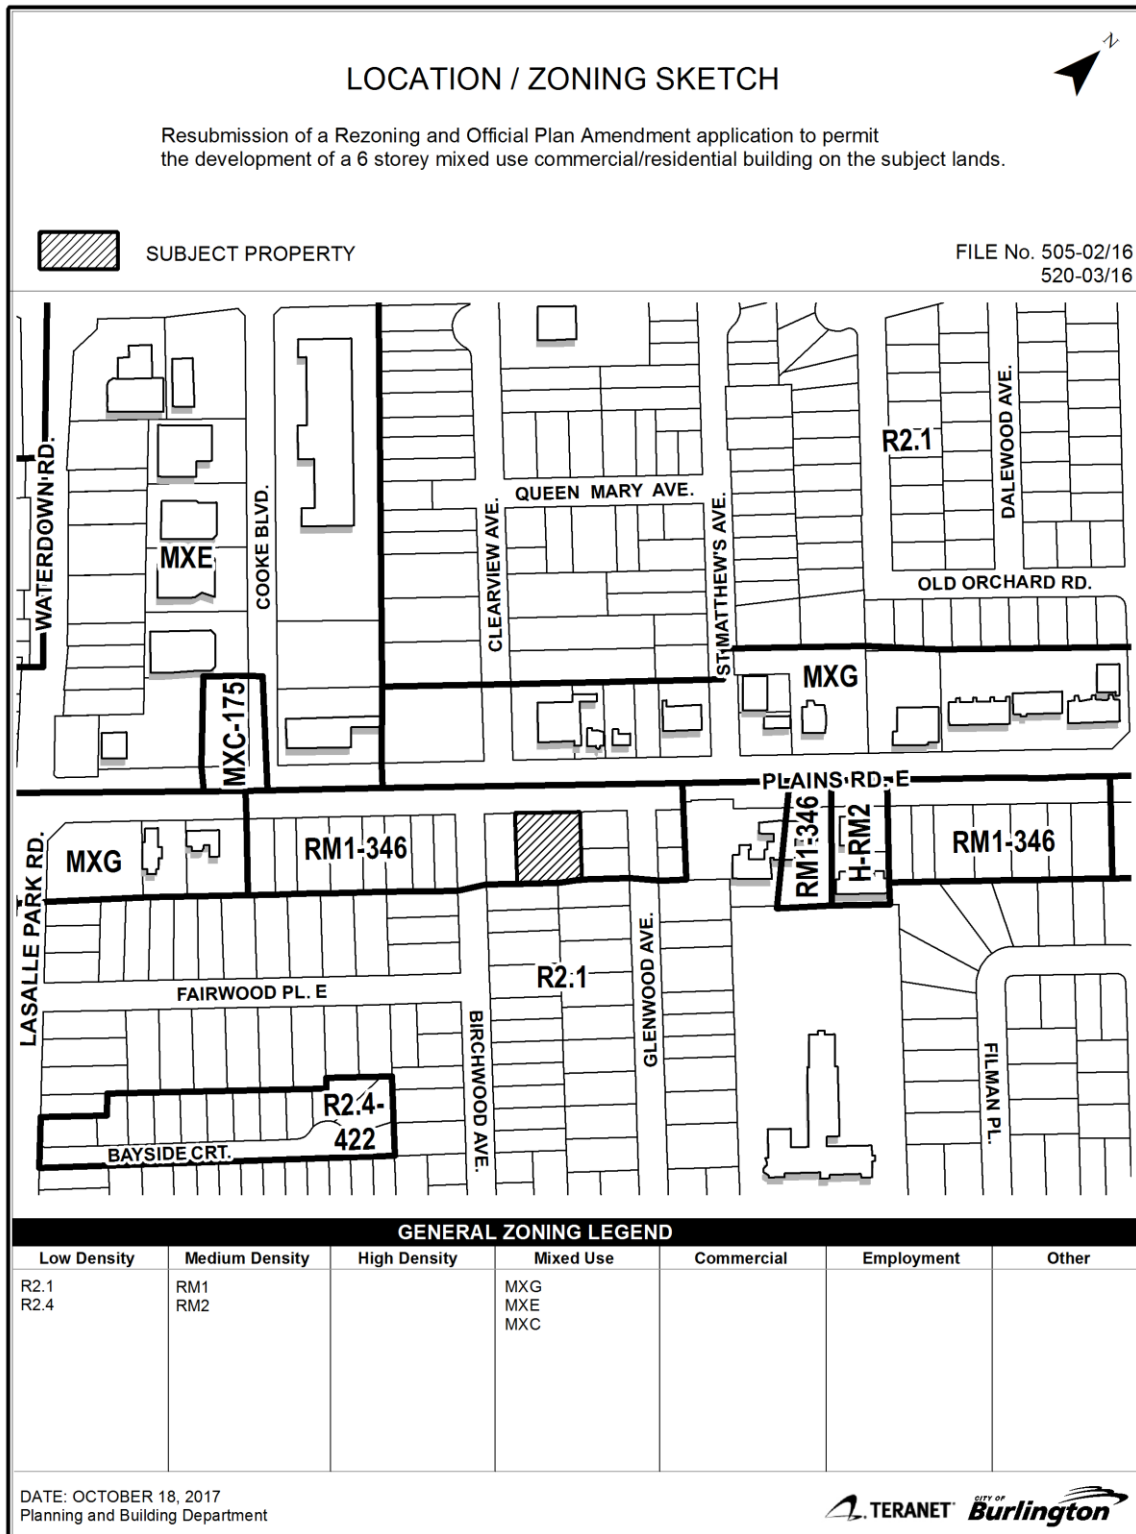 N
LOCATION / ZONING SKETCH
Resubmission of a Rezoning and Official Plan Amendment application to permit
the development of a 6 storey mixed use commercial/residential building on the subject lands.
SUBJECT PROPERTY
FILE No. 505-02/16
520-03/16
WATERDOWN RD.
MXE
COOKE BLVD.
CLEARVIEW AVE.
QUEEN MARY AVE.
ST MATTHEW'S AVE.
R2.1
DALEWOOD AVE.
OLD ORCHARD RD.
MXC-175
MXG
PLAINS RD. E
LASALLE PARK RD.
MXG
RM1-346
RM1-346
H-RM2
RM1-346
R2.1
GLENWOOD AVE.
FAIRWOOD PL. E
BIRCHWOOD AVE.
FILMAN PL.
R2.4-
422
BAYSIDE CRT.
GENERAL ZONING LEGEND
Low Density Medium Density High Density Mixed Use Commercial Employment Other
R2.1 RM1 MXG
R2.4 RM2 MXE
MXC
DATE: OCTOBER 18, 2017
Planning and Building Department
TERANET
CITY OF
Burlington